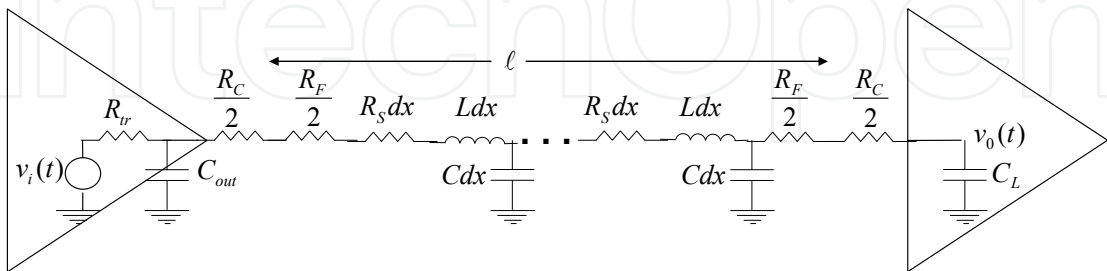 IntechOpen
ℓ
R_C/2 R_F/2 R_S dx Ldx R_S dx Ldx R_F/2 R_C/2
R_tr
v_i(t) C_out Cdx ... Cdx v_0(t) C_L